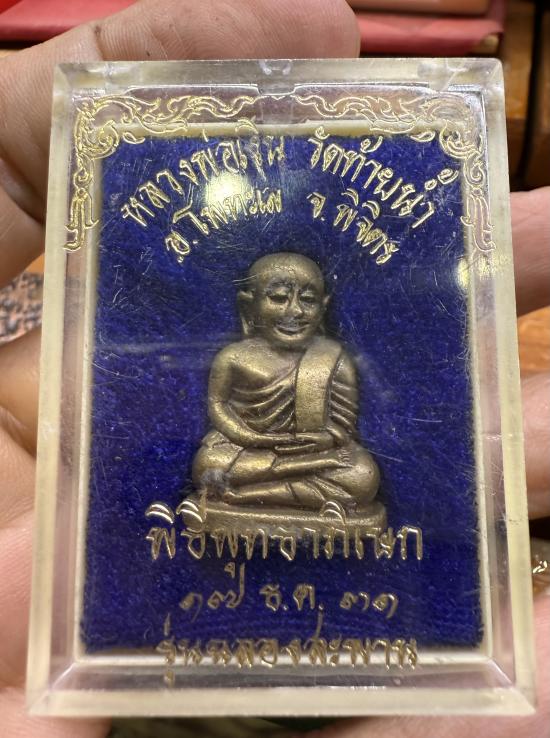 หลวงพ่อเงิน วัดท้ายน้ำ
อ.โพทะเล จ.พิจิตร
พิธีพุทธาภิเษก
๑๗ ธ.ค. ๓๑
รุ่นฉลองสะพาน